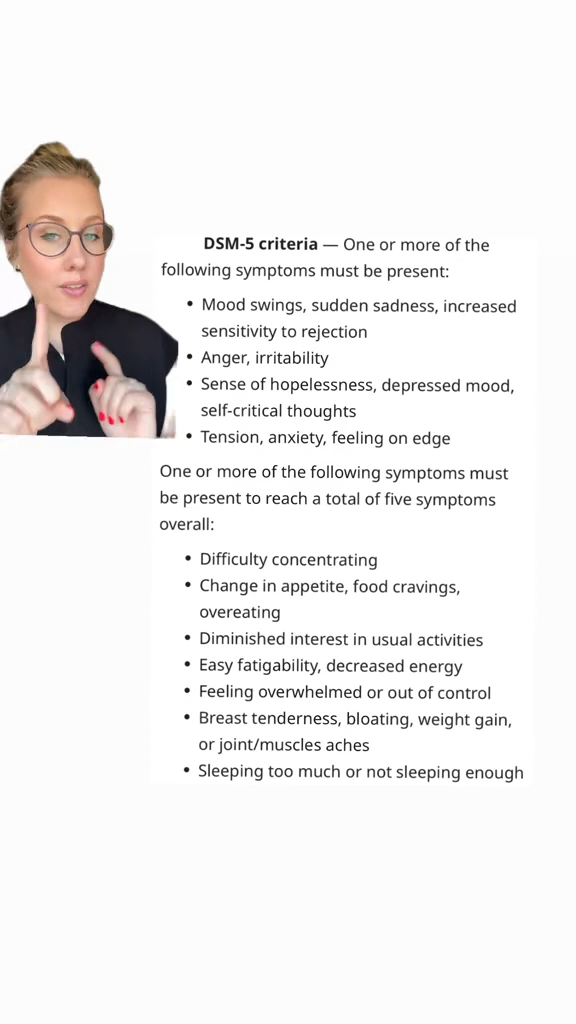 DSM-5 criteria — One or more of the
following symptoms must be present:
• Mood swings, sudden sadness, increased
sensitivity to rejection
• Anger, irritability
• Sense of hopelessness, depressed mood,
self-critical thoughts
• Tension, anxiety, feeling on edge
One or more of the following symptoms must
be present to reach a total of five symptoms
overall:
• Difficulty concentrating
• Change in appetite, food cravings,
overeating
• Diminished interest in usual activities
• Easy fatigability, decreased energy
• Feeling overwhelmed or out of control
• Breast tenderness, bloating, weight gain,
or joint/muscles aches
• Sleeping too much or not sleeping enough